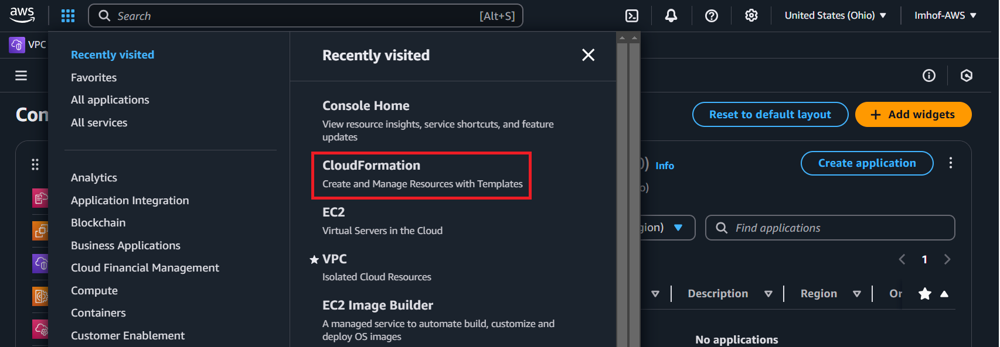 aws
Search [Alt+S]
United States (Ohio)
Imhof-AWS
VPC
Recently visited
Favorites
All applications
All services
Analytics
Application Integration
Blockchain
Business Applications
Cloud Financial Management
Compute
Containers
Customer Enablement
Recently visited
Console Home
View resource insights, service shortcuts, and feature
updates
CloudFormation
Create and Manage Resources with Templates
EC2
Virtual Servers in the Cloud
VPC
Isolated Cloud Resources
EC2 Image Builder
A managed service to automate build, customize and
deploy OS images
Con
Reset to default layout
+ Add widgets
0) Info
Create application
o)
gion)
Find applications
1
Description
Region
Or
No applications